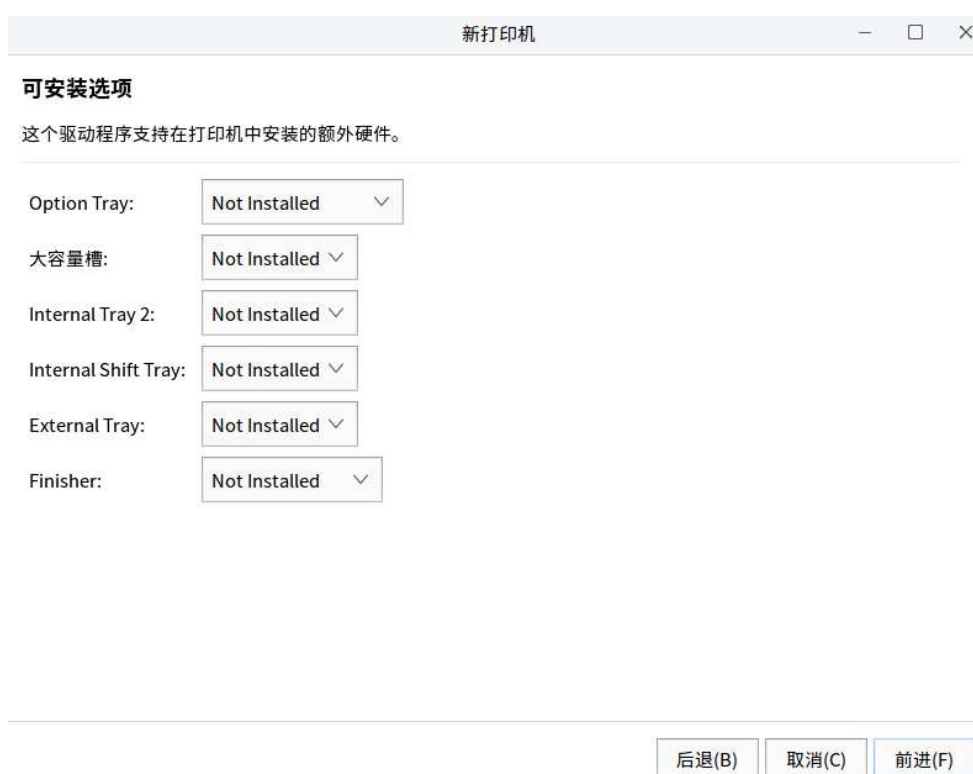 新打印机
可安装选项
这个驱动程序支持在打印机中安装的额外硬件。
Option Tray: Not Installed
大容量槽: Not Installed
Internal Tray 2: Not Installed
Internal Shift Tray: Not Installed
External Tray: Not Installed
Finisher: Not Installed
后退(B) 取消(C) 前进(F)